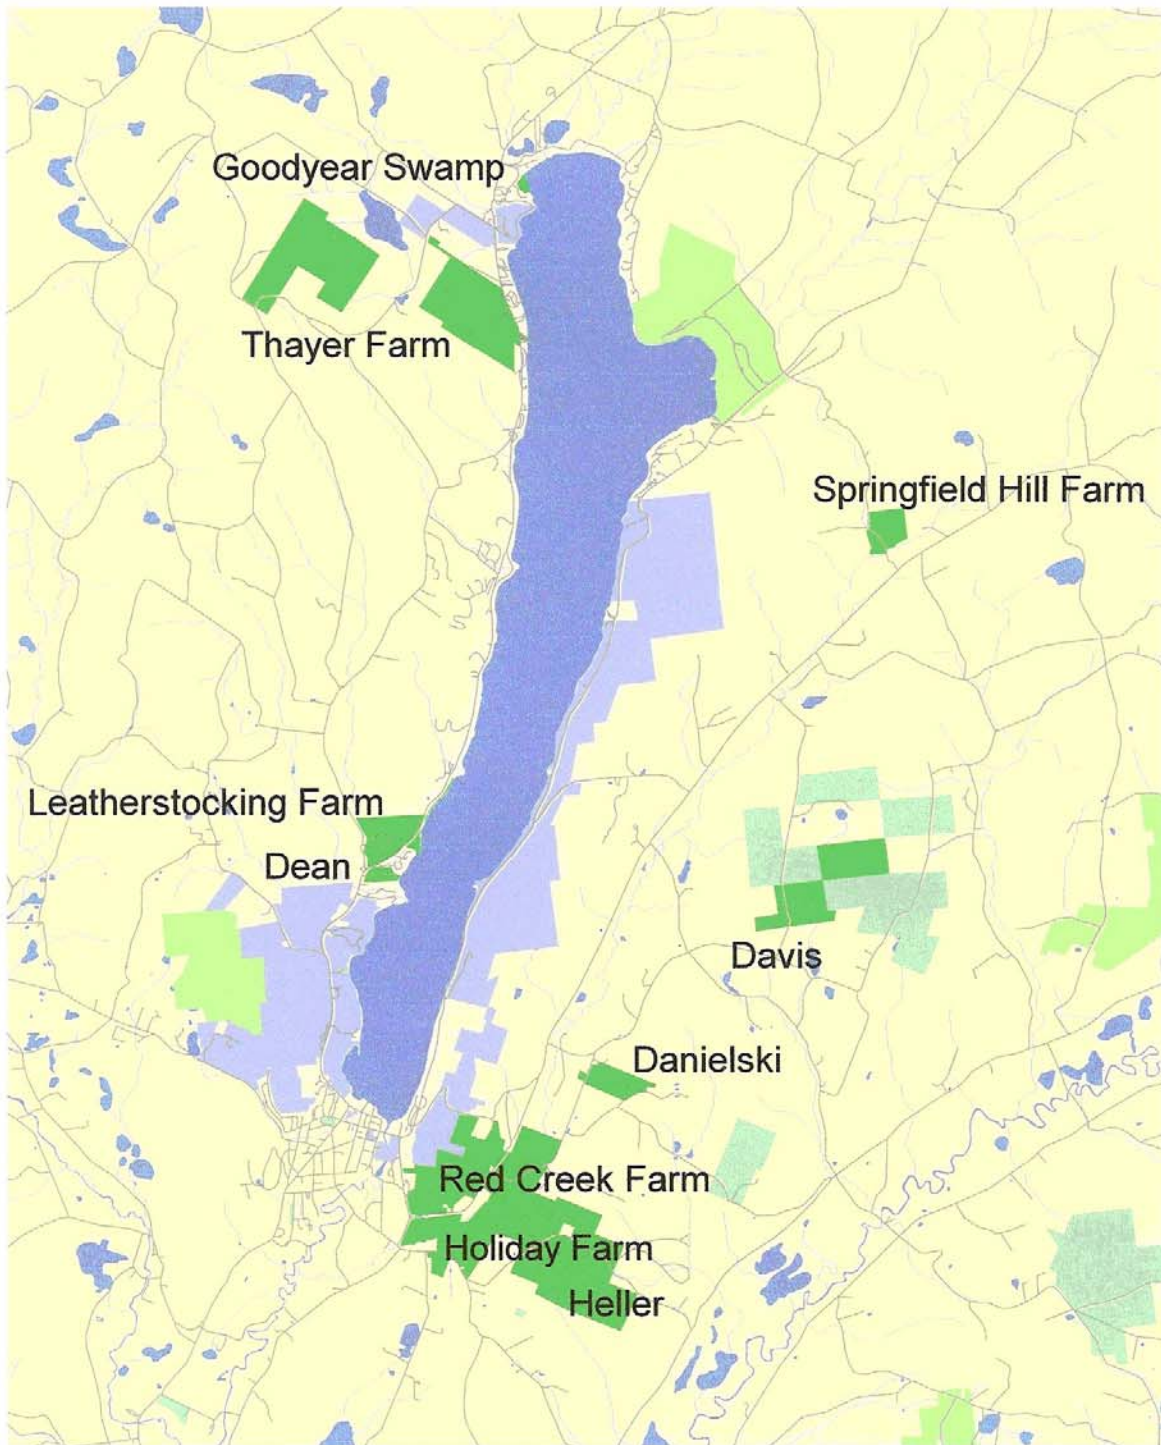 Goodyear Swamp
Thayer Farm
Springfield Hill Farm
Leatherstocking Farm
Dean
Davis
Danielski
Red Creek Farm
Holiday Farm
Heller